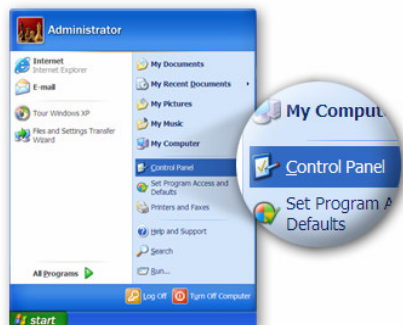 Administrator
Internet
Internet Explorer
E-mail
Tour Windows XP
Files and Settings Transfer
Wizard
All Programs
My Documents
My Recent Documents
My Pictures
My Music
My Computer
Control Panel
Set Program Access and
Defaults
Printers and Faxes
Help and Support
Search
Run...
Log Off
Turn Off Computer
start
My Comput
Control Panel
Set Program A
Defaults